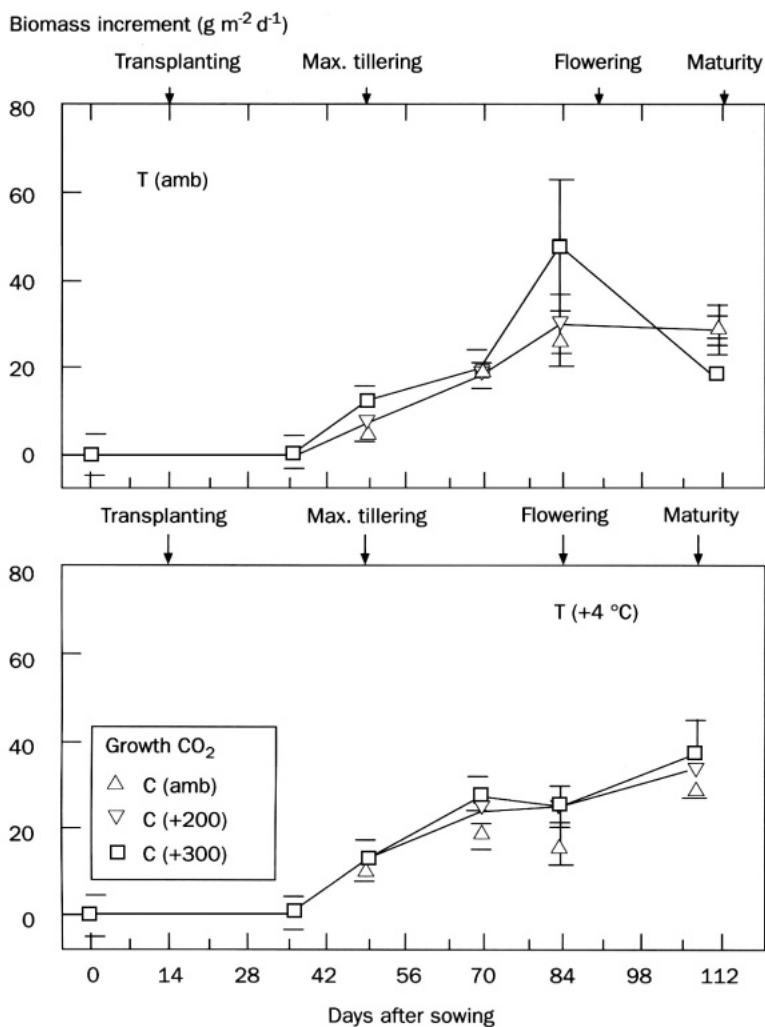 Biomass increment (g m⁻² d⁻¹)
Transplanting Max. tillering Flowering Maturity
80
T (amb)
60
40
20
0
Transplanting Max. tillering Flowering Maturity
80
T (+4 °C)
60
40
Growth CO₂
C (amb)
C (+200)
C (+300)
20
0
0 14 28 42 56 70 84 98 112
Days after sowing